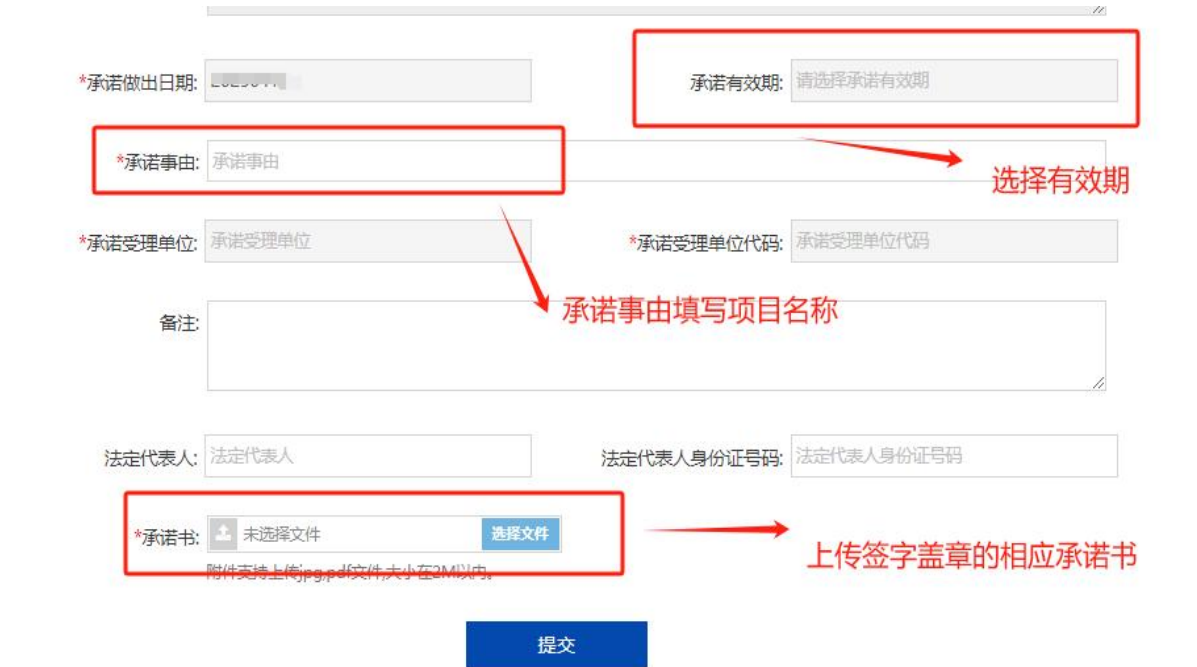 *承诺做出日期:
承诺有效期: 请选择承诺有效期
*承诺事由: 承诺事由
选择有效期
*承诺受理单位: 承诺受理单位
*承诺受理单位代码: 承诺受理单位代码
承诺事由填写项目名称
备注:
法定代表人: 法定代表人
法定代表人身份证号码: 法定代表人身份证号码
*承诺书: 未选择文件 选择文件
上传签字盖章的相应承诺书
附件支持上传jpg,pdf文件,大小在2M以内。
提交